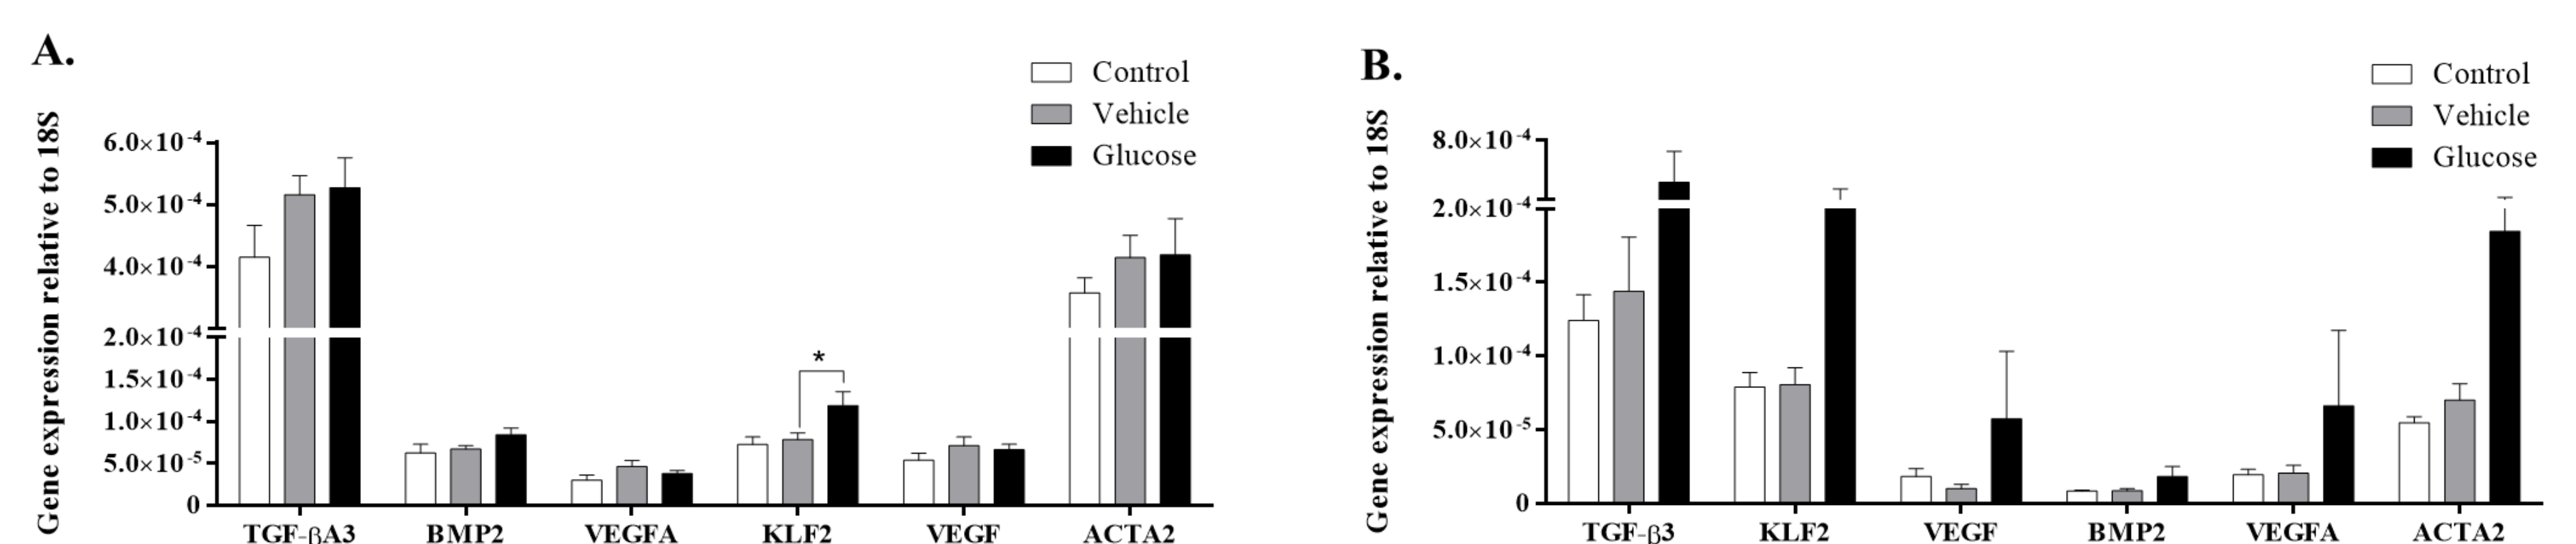 A.
Gene expression relative to 18S
6.0×10⁻⁴
5.0×10⁻⁴
4.0×10⁻⁴
2.0×10⁻⁴
1.5×10⁻⁴
1.0×10⁻⁴
5.0×10⁻⁵
0
*
Control
Vehicle
Glucose
TGF-βA3 BMP2 VEGFA KLF2 VEGF ACTA2
B.
Gene expression relative to 18S
8.0×10⁻⁴
2.0×10⁻⁴
1.5×10⁻⁴
1.0×10⁻⁴
5.0×10⁻⁵
0
Control
Vehicle
Glucose
TGF-β3 KLF2 VEGF BMP2 VEGFA ACTA2